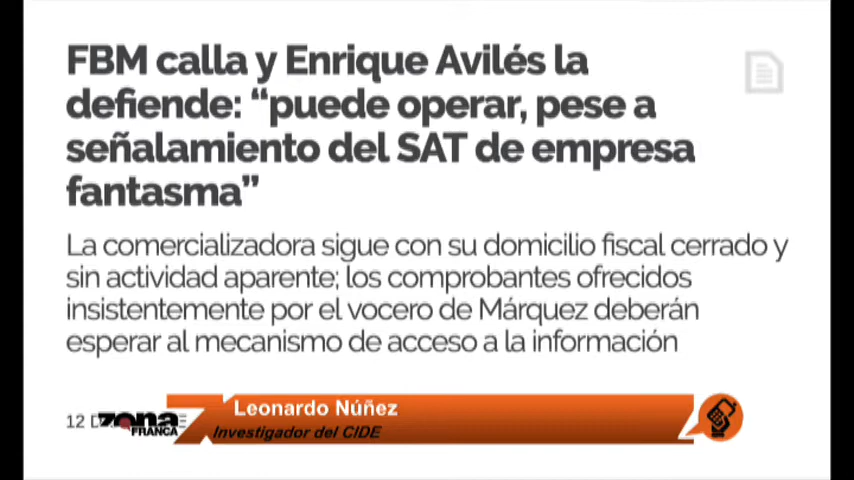 FBM calla y Enrique Avilés la
defiende: “puede operar, pese a
señalamiento del SAT de empresa
fantasma”
La comercializadora sigue con su domicilio fiscal cerrado y
sin actividad aparente; los comprobantes ofrecidos
insistentemente por el vocero de Márquez deberán
esperar al mecanismo de acceso a la información
12
zona
FRANCA
Leonardo Núñez
Investigador del CIDE